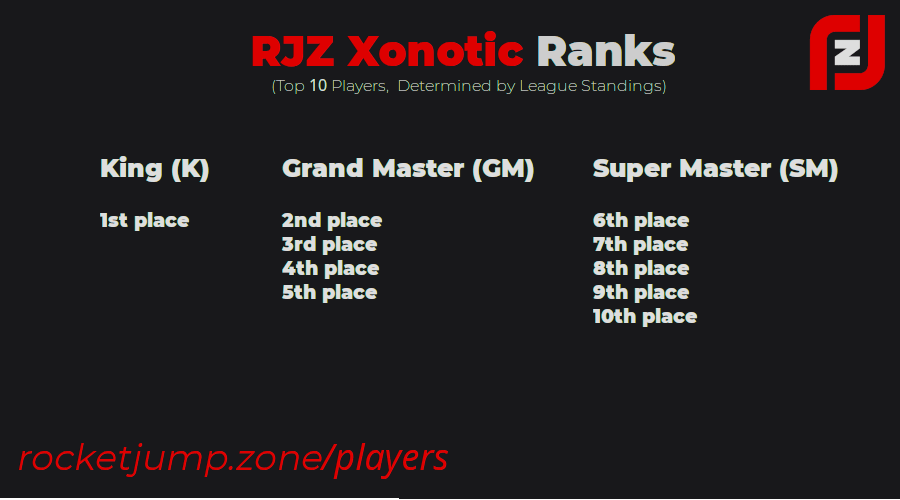 RJZ Xonotic Ranks
(Top 10 Players, Determined by League Standings)
RJZ
King (K)
1st place
Grand Master (GM)
2nd place
3rd place
4th place
5th place
Super Master (SM)
6th place
7th place
8th place
9th place
10th place
rocketjump.zone/players